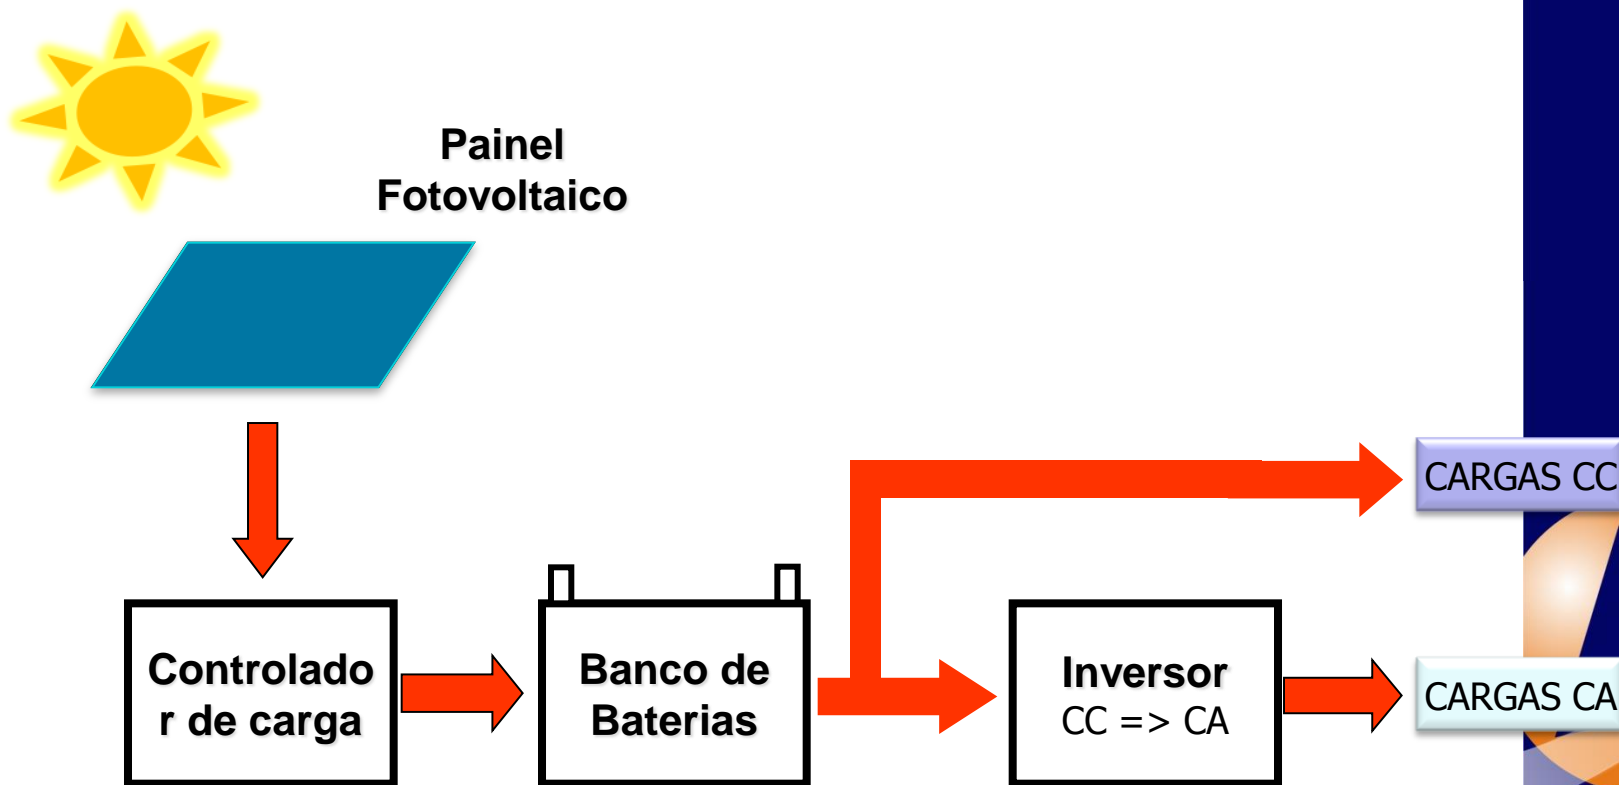 Painel
Fotovoltaico
CARGAS CC
Controlado
r de carga
Banco de
Baterias
Inversor
CC => CA
CARGAS CA